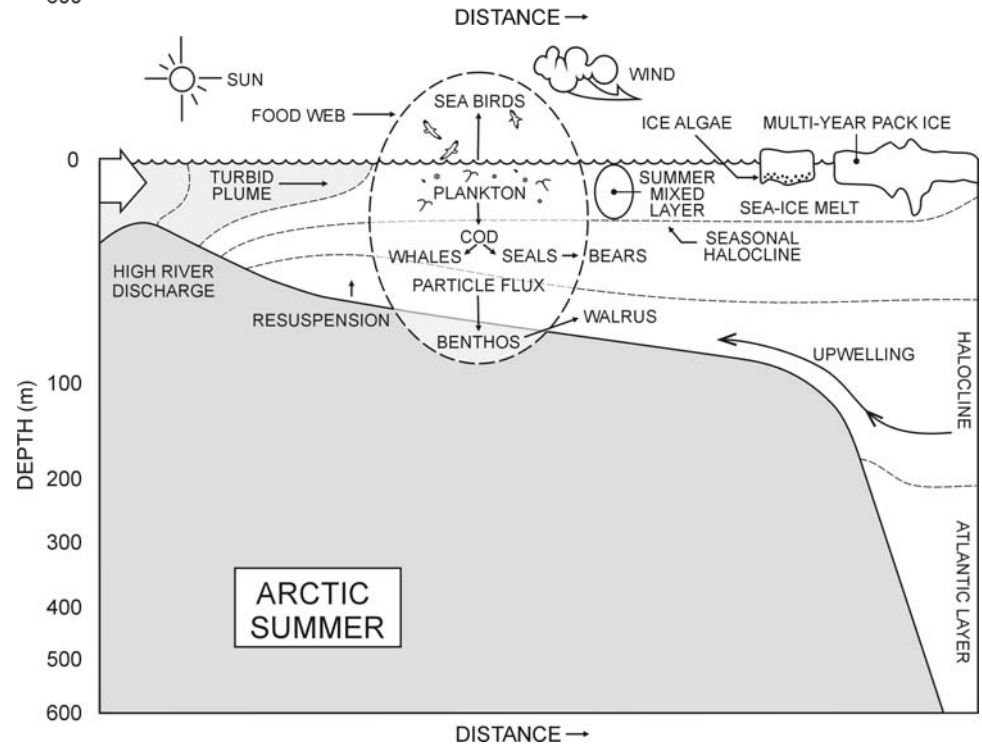 DISTANCE →
SUN
WIND
FOOD WEB
SEA BIRDS
ICE ALGAE
MULTI-YEAR PACK ICE
0
TURBID
PLUME
PLANKTON
SUMMER
MIXED
LAYER
SEA-ICE MELT
COD
SEASONAL
HALOCLINE
WHALES
SEALS
BEARS
HIGH RIVER
DISCHARGE
PARTICLE FLUX
RESUSPENSION
WALRUS
BENTHOS
UPWELLING
HALOCLINE
100
DEPTH (m)
200
300
400
500
600
ATLANTIC LAYER
ARCTIC
SUMMER
DISTANCE →